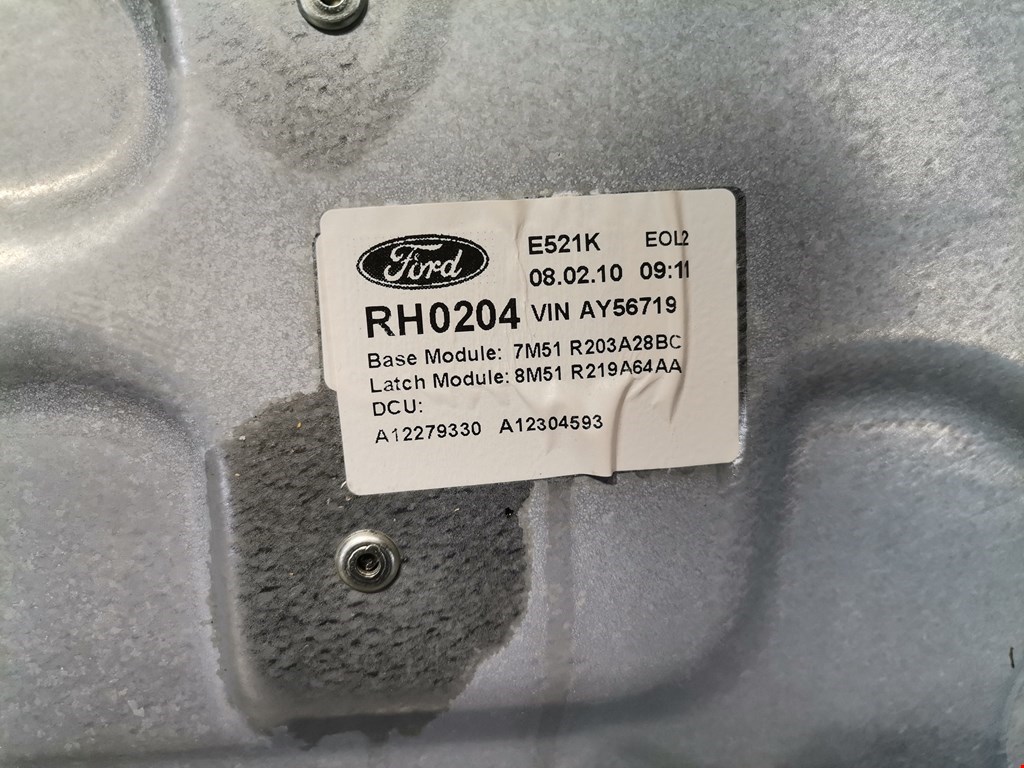 Ford
E521K EOL2
08.02.10 09:11
RH0204 VIN AY56719
Base Module: 7M51 R203A28BC
Latch Module: 8M51 R219A64AA
DCU:
A12279330 A12304593